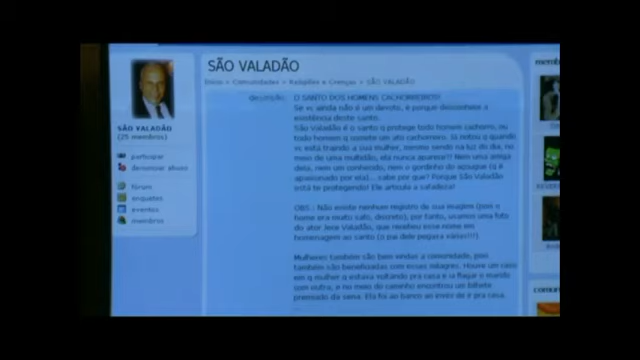 SÃO VALADÃO
Início > Comunidades > Religiões e Crenças > SÃO VALADÃO
SÃO VALADÃO
(25 membros)
participar
denunciar abuso
fórum
enquetes
eventos
membros
descrição: O SANTO DOS HOMENS CACHORREIROS!
Se vc ainda não é um devoto, é porque desconhece a
existência deste santo.
São Valadão é o santo q protege todo homem cachorro, ou
todo homem q comete um ato cachorro. Já notou q quando
vc está traindo a sua mulher, mesmo sendo na luz do dia, no
meio de uma multidão, ela nunca aparece?! Nem uma amiga
dela, nem um conhecido, nem o gordinho do açougue (q é
apaixonado por ela)... sabe por que? Porque São Valadão
está te protegendo! Ele articula a safadeza!
OBS.: Não existe nenhum registro de sua imagem (pois o
home era muito safo, discreto), por tanto, usamos uma foto
do ator Jece Valadão, que recebeu esse nome em
homenagem ao santo (o pai dele pegava várias!!!).
Mulheres também são bem vindas a comunidade, pois
também são beneficiadas com esses milagres. Houve um caso
em q mulher q estava voltando pra casa e ia flagar o marido
com outra, e no meio do caminho encontrou um bilhete
premiado da sena. Ela foi ao banco ao invés de ir pra casa.